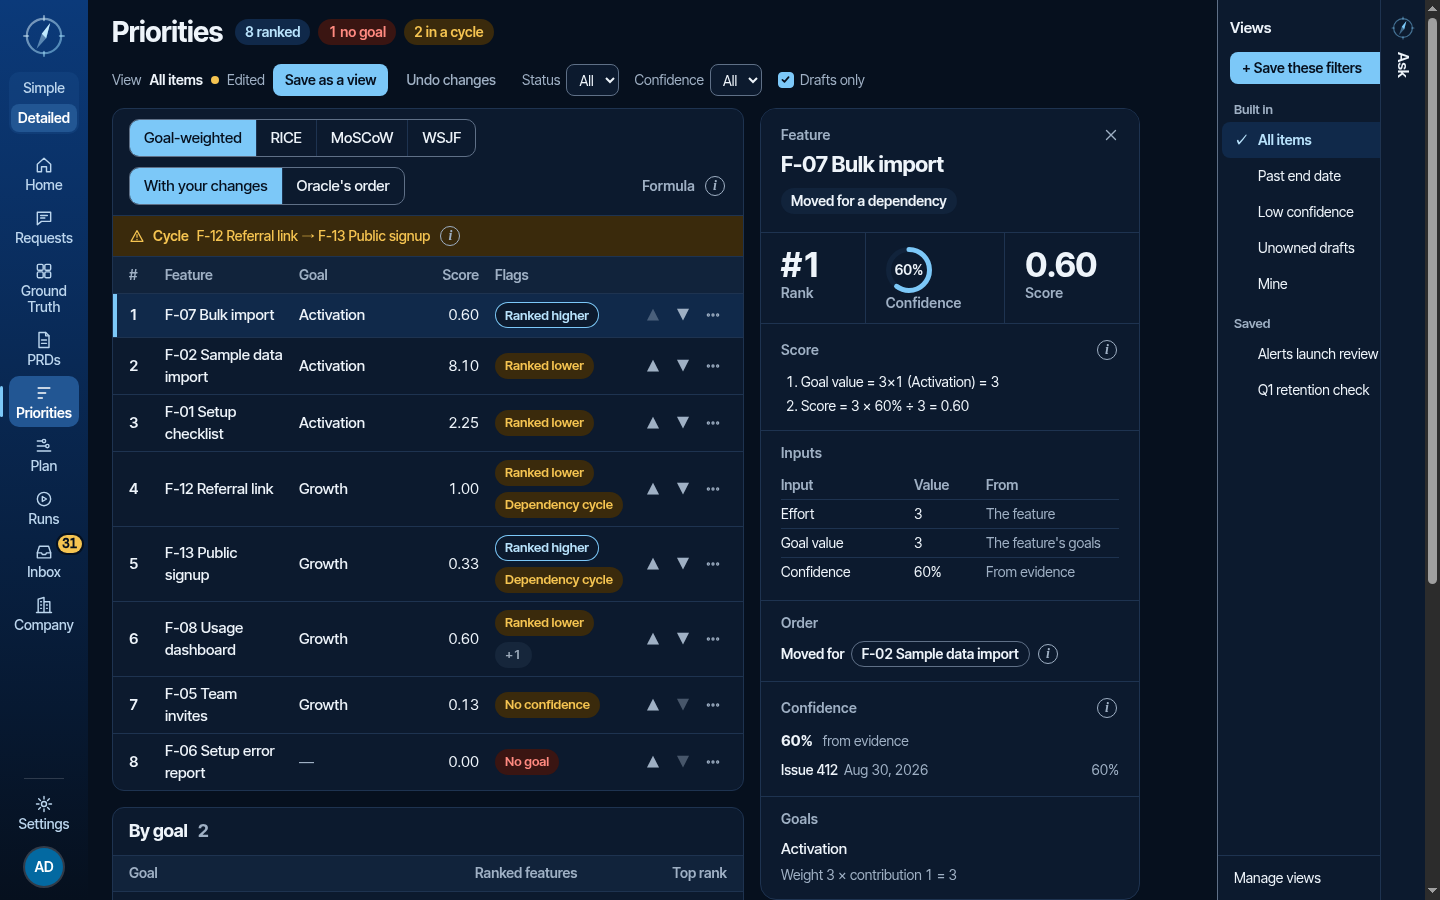 Simple
Detailed
Home
Requests
Ground
Truth
PRDs
Priorities
Plan
Runs
31
Inbox
Company
Settings
AD
Priorities
8 ranked
1 no goal
2 in a cycle
View All items Edited
Save as a view
Undo changes
Status All
Confidence All
Drafts only
Goal-weighted RICE MoSCoW WSJF
With your changes Oracle's order
Formula i
Cycle F-12 Referral link → F-13 Public signup i
# Feature Goal Score Flags
1 F-07 Bulk import Activation 0.60 Ranked higher
2 F-02 Sample data
import Activation 8.10 Ranked lower
3 F-01 Setup
checklist Activation 2.25 Ranked lower
4 F-12 Referral link Growth 1.00 Ranked lower
Dependency cycle
5 F-13 Public
signup Growth 0.33 Ranked higher
Dependency cycle
6 F-08 Usage
dashboard Growth 0.60 Ranked lower
+1
7 F-05 Team
invites Growth 0.13 No confidence
8 F-06 Setup error
report — 0.00 No goal
By goal 2
Goal Ranked features Top rank
Feature
F-07 Bulk import
Moved for a dependency
#1
Rank
60%
Confidence
0.60
Score
Score i
1. Goal value = 3×1 (Activation) = 3
2. Score = 3 × 60% ÷ 3 = 0.60
Inputs
Input Value From
Effort 3 The feature
Goal value 3 The feature's goals
Confidence 60% From evidence
Order
Moved for F-02 Sample data import i
Confidence i
60% from evidence
Issue 412 Aug 30, 2026 60%
Goals
Activation
Weight 3 × contribution 1 = 3
Views
+ Save these filters
Built in
✓ All items
Past end date
Low confidence
Unowned drafts
Mine
Saved
Alerts launch review
Q1 retention check
Manage views
Ask